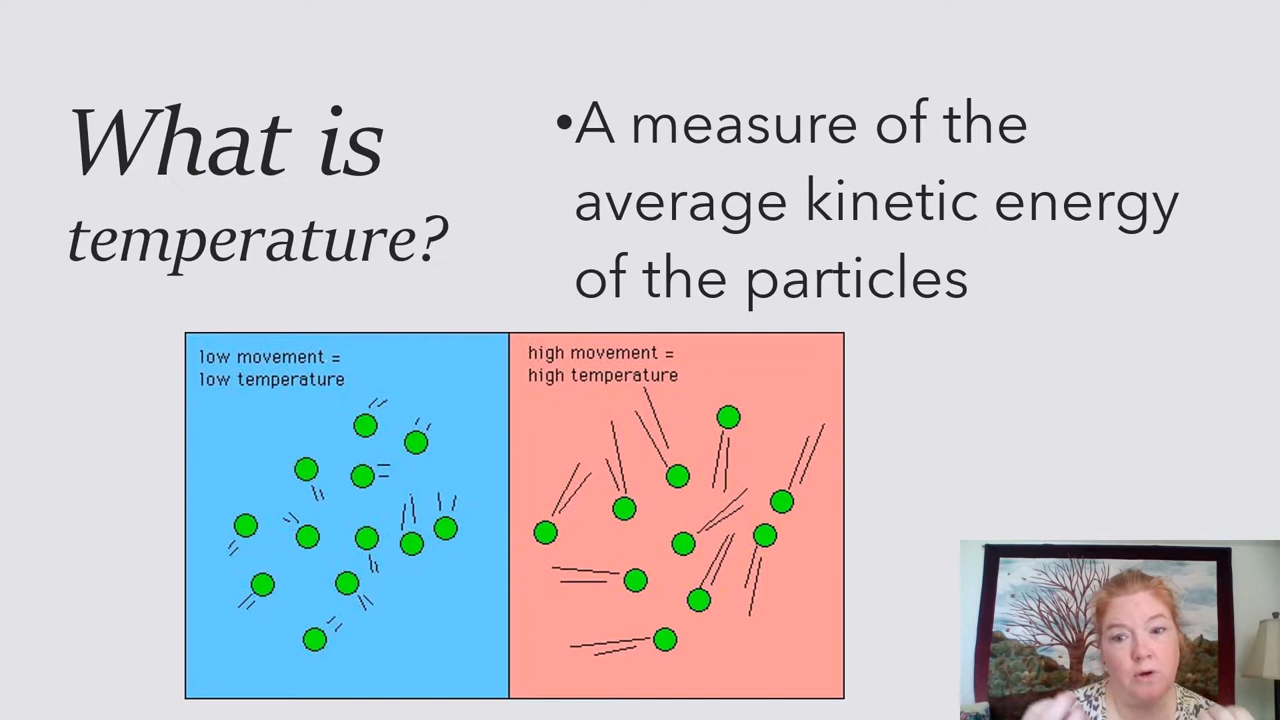 What is
temperature?
•A measure of the
average kinetic energy
of the particles
low movement =
low temperature
high movement =
high temperature